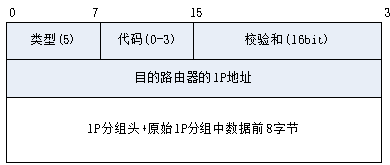 0 7 15 3
类型(5) 代码(0-3) 校验和(16bit)
目的路由器的IP地址
IP分组头+原始IP分组中数据前8字节